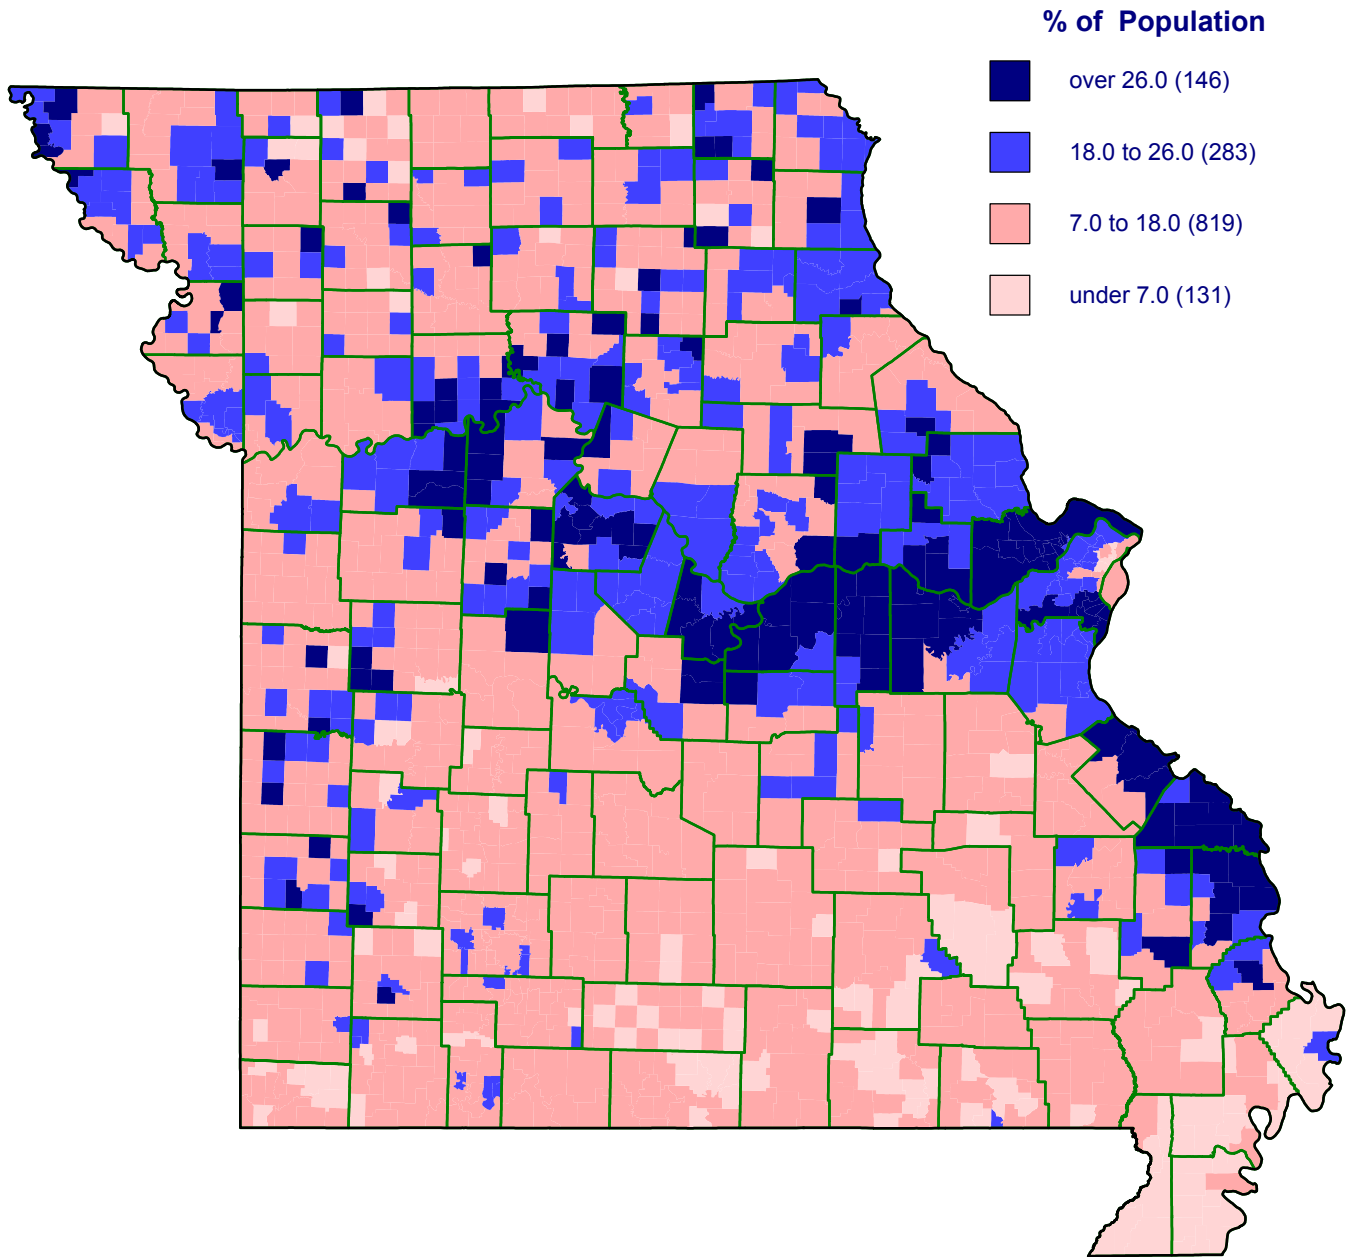 % of Population
over 26.0 (146)
18.0 to 26.0 (283)
7.0 to 18.0 (819)
under 7.0 (131)